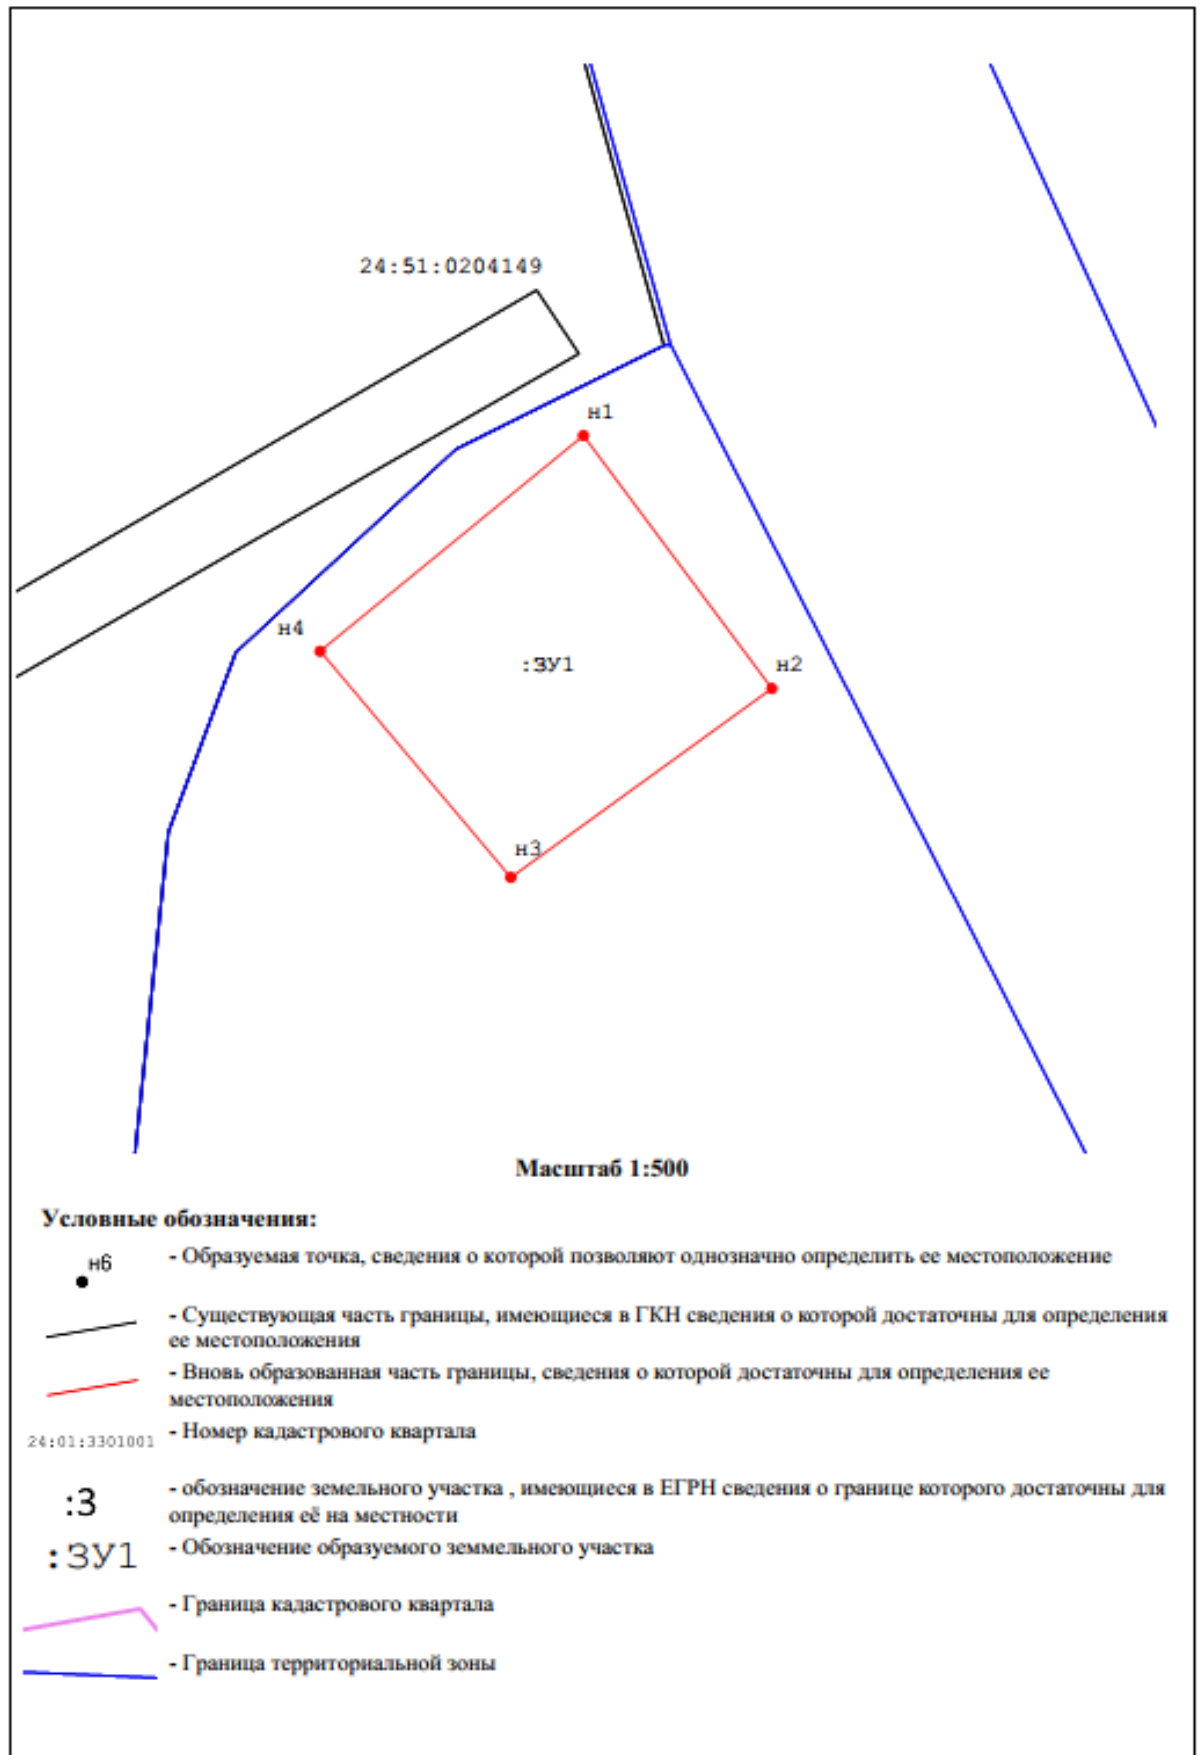 24:51:0204149
н1
н4
:ЗУ1
н2
н3
Масштаб 1:500
Условные обозначения:
н6
- Образуемая точка, сведения о которой позволяют однозначно определить ее местоположение
- Существующая часть границы, имеющиеся в ГКН сведения о которой достаточны для определения
ее местоположения
- Вновь образованная часть границы, сведения о которой достаточны для определения ее
местоположения
24:01:3301001
- Номер кадастрового квартала
:3
- обозначение земельного участка , имеющиеся в ЕГРН сведения о границе которого достаточны для
определения её на местности
:ЗУ1
- Обозначение образуемого земмельного участка
- Граница кадастрового квартала
- Граница территориальной зоны